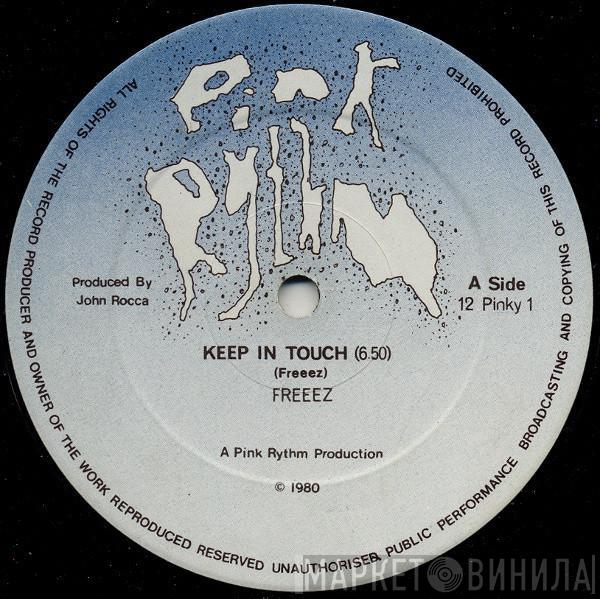 Pink
Rythm
Produced By
John Rocca
A Side
12 Pinky 1
KEEP IN TOUCH (6.50)
(Freeez)
FREEEZ
A Pink Rythm Production
© 1980
ALL RIGHTS OF THE RECORD PRODUCER AND OWNER OF THE WORK REPRODUCED RESERVED UNAUTHORISED PUBLIC PERFORMANCE BROADCASTING AND COPYING OF THIS RECORD PROHIBITED
МАРКЕТ ВИНИЛА